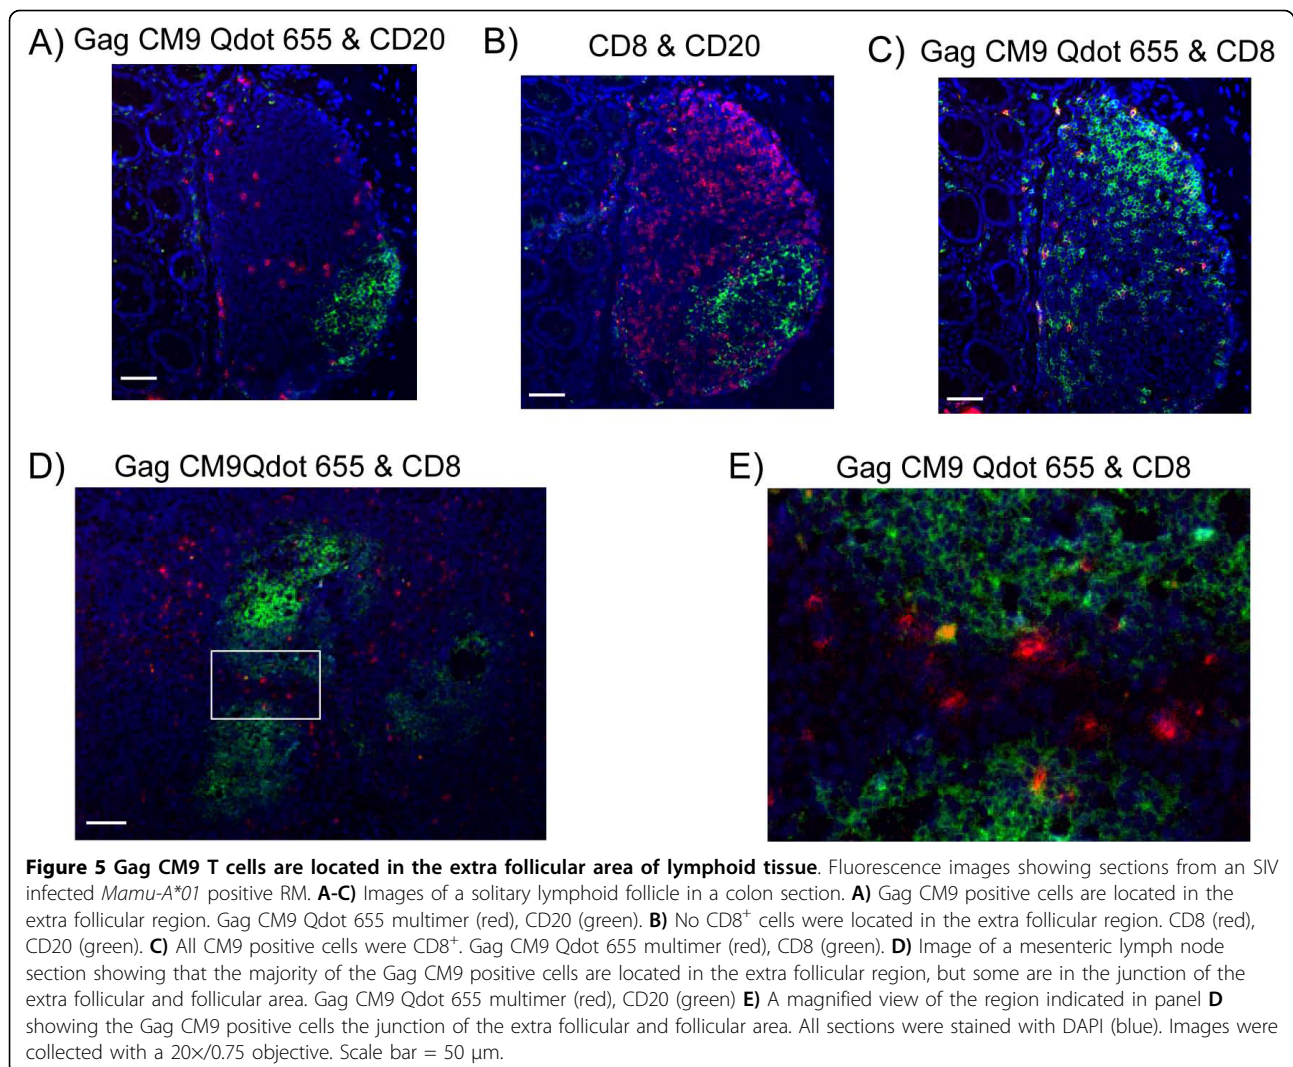 A) Gag CM9 Qdot 655 & CD20
B) CD8 & CD20
C) Gag CM9 Qdot 655 & CD8
D) Gag CM9Qdot 655 & CD8
E) Gag CM9 Qdot 655 & CD8
Figure 5 Gag CM9 T cells are located in the extra follicular area of lymphoid tissue. Fluorescence images showing sections from an SIV
infected Mamu-A*01 positive RM. A-C) Images of a solitary lymphoid follicle in a colon section. A) Gag CM9 positive cells are located in the
extra follicular region. Gag CM9 Qdot 655 multimer (red), CD20 (green). B) No CD8⁺ cells were located in the extra follicular region. CD8 (red),
CD20 (green). C) All CM9 positive cells were CD8⁺. Gag CM9 Qdot 655 multimer (red), CD8 (green). D) Image of a mesenteric lymph node
section showing that the majority of the Gag CM9 positive cells are located in the extra follicular region, but some are in the junction of the
extra follicular and follicular area. Gag CM9 Qdot 655 multimer (red), CD20 (green) E) A magnified view of the region indicated in panel D
showing the Gag CM9 positive cells the junction of the extra follicular and follicular area. All sections were stained with DAPI (blue). Images were
collected with a 20×/0.75 objective. Scale bar = 50 μm.